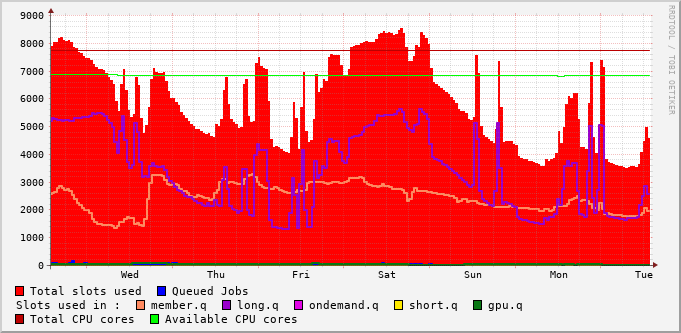 9000
8000
7000
6000
5000
4000
3000
2000
1000
0
Wed Thu Fri Sat Sun Mon Tue
Total slots used Queued Jobs
Slots used in : member.q long.q ondemand.q short.q gpu.q
Total CPU cores Available CPU cores
RRDTOOL / TOBI OETIKER